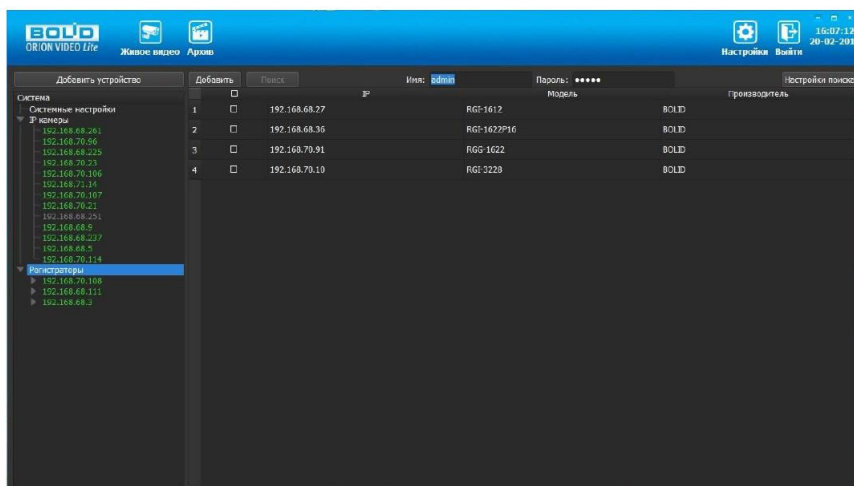 BOLID
ORION VIDEO Lite
Живое видео
Архив
Настройки
Выйти
16:07:12
20-02-201
Добавить устройство
Добавить
Поиск
Имя: admin
Пароль: ●●●●●
Настройки поиска
Система
Системные настройки
IP камеры
192.168.68.261
192.168.70.96
192.168.68.225
192.168.70.23
192.168.70.106
192.168.71.14
192.168.70.107
192.168.70.21
192.168.68.251
192.168.68.9
192.168.68.237
192.168.68.5
192.168.70.114
Регистраторы
192.168.70.108
192.168.68.111
192.168.68.3
IP Модель Производитель
1 192.168.68.27 RGI-1612 BOLID
2 192.168.68.36 RGI-1622P16 BOLID
3 192.168.70.91 RGG-1622 BOLID
4 192.168.70.10 RGI-3228 BOLID